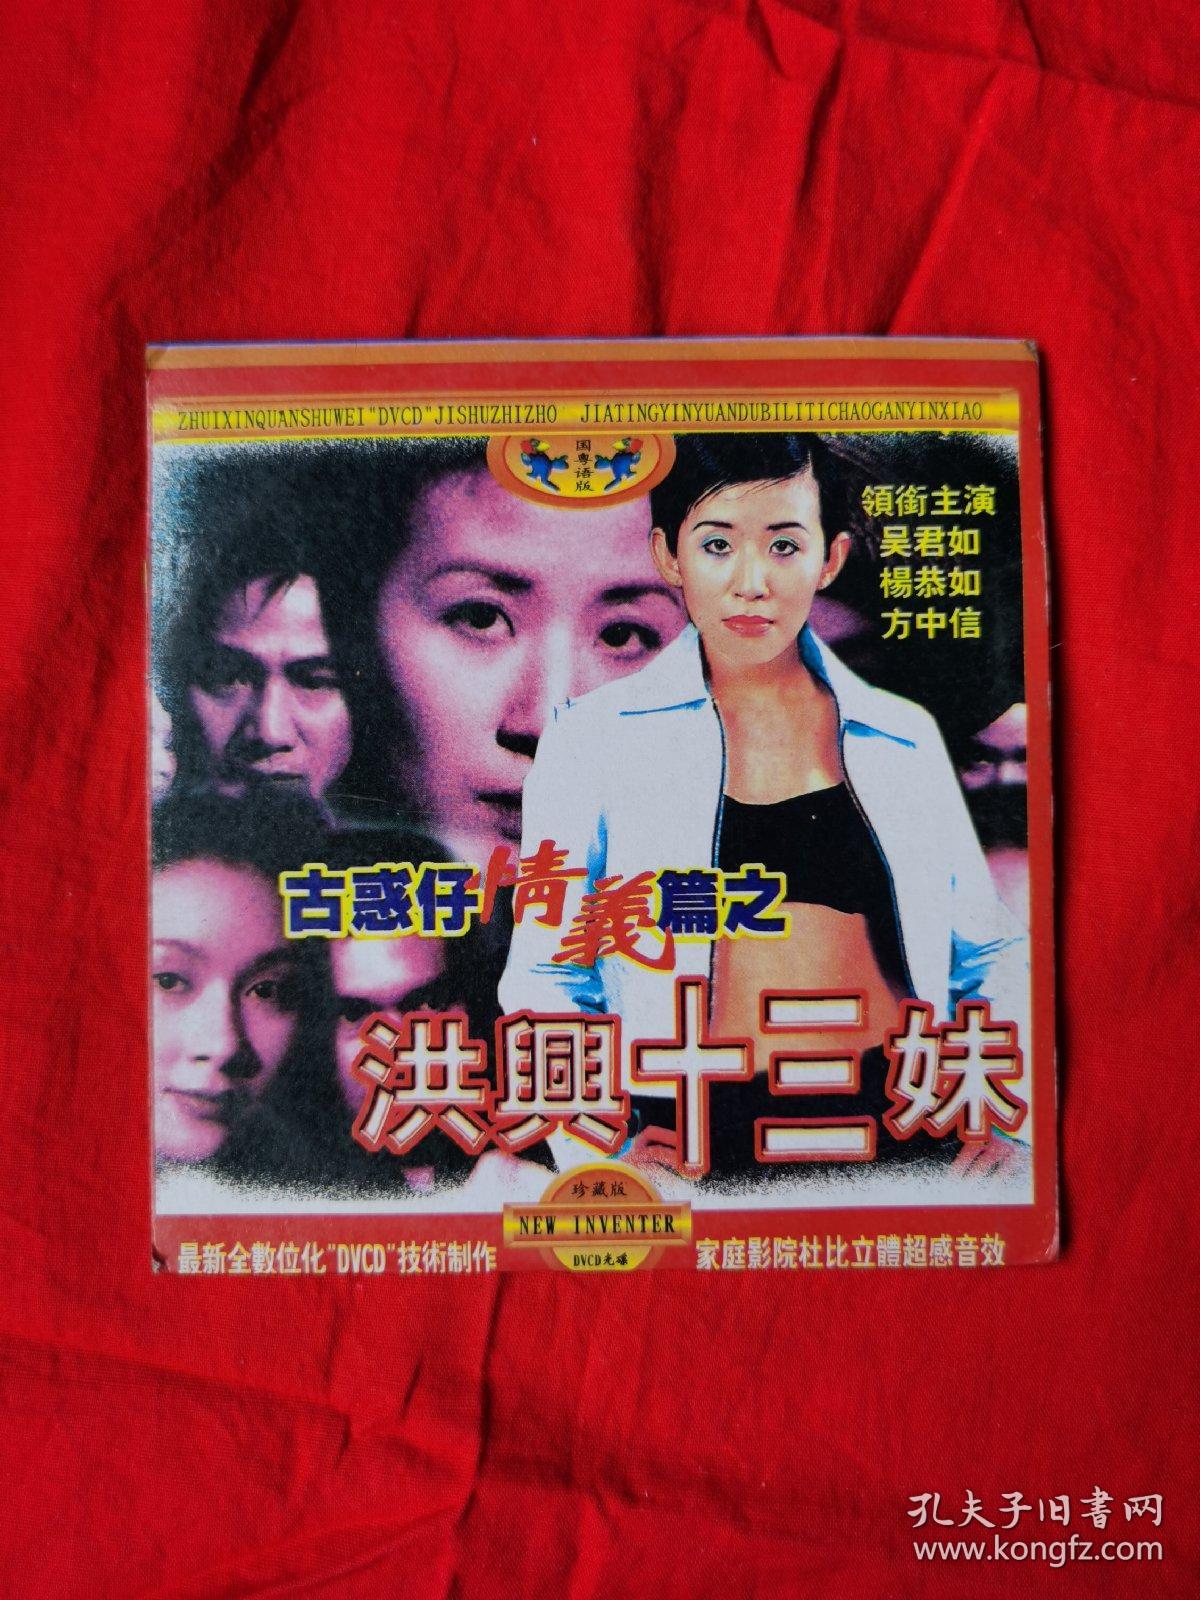 ZHUIXINQUANSHUWEI"DVCD"JISHUZHIZHO JIATINGYINYUANDUBILITICHAOGANYINXIAO
国粤语版
領銜主演
吴君如
楊恭如
方中信
古惑仔情義篇之
洪興十三妹
珍藏版
NEW INVENTER
DVCD光碟
最新全數位化"DVCD"技術制作
家庭影院杜比立體超感音效
孔夫子旧書网
www.kongfz.com